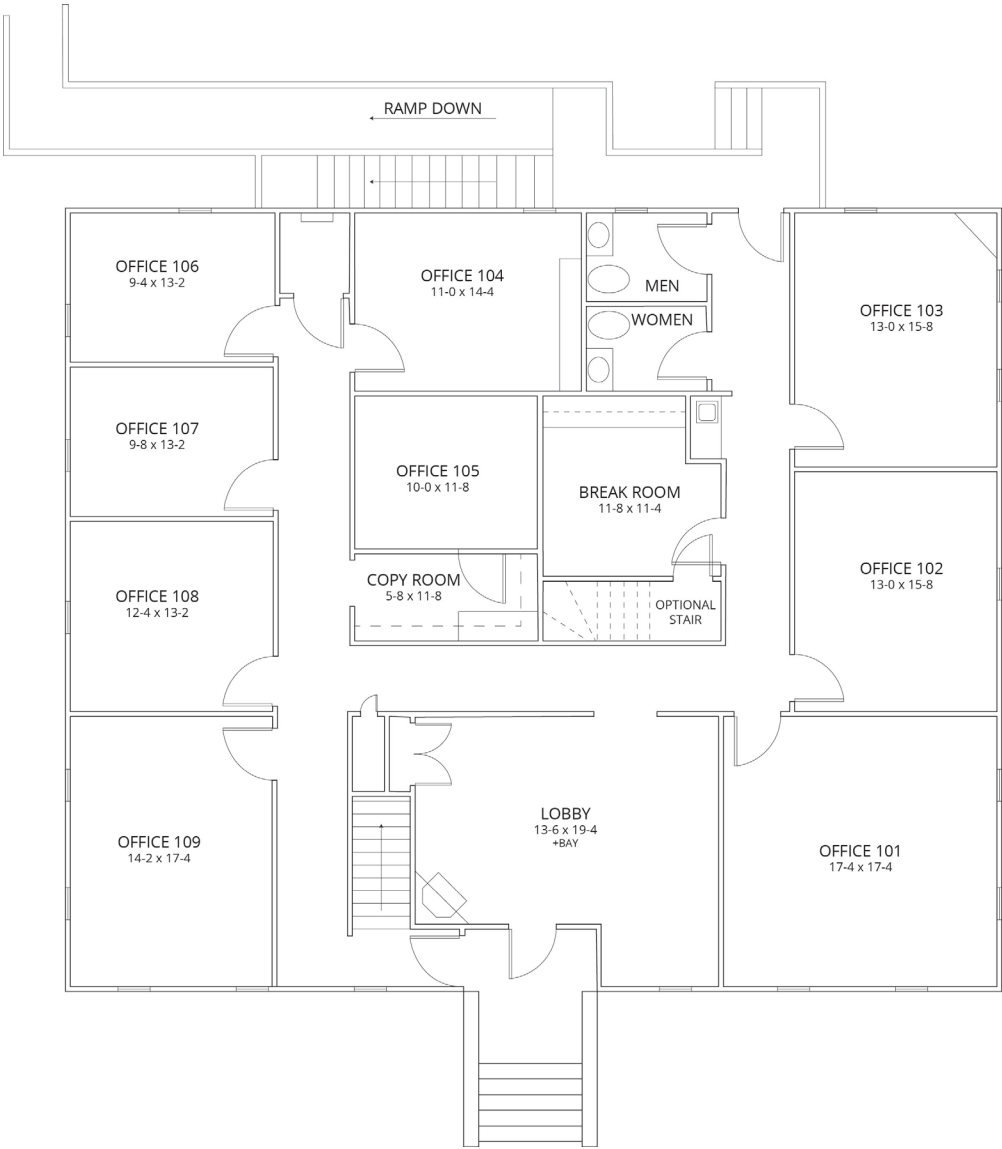 RAMP DOWN
OFFICE 106
9-4 x 13-2
OFFICE 104
11-0 x 14-4
MEN
WOMEN
OFFICE 103
13-0 x 15-8
OFFICE 107
9-8 x 13-2
OFFICE 105
10-0 x 11-8
BREAK ROOM
11-8 x 11-4
OFFICE 102
13-0 x 15-8
OFFICE 108
12-4 x 13-2
COPY ROOM
5-8 x 11-8
OPTIONAL
STAIR
OFFICE 109
14-2 x 17-4
LOBBY
13-6 x 19-4
+BAY
OFFICE 101
17-4 x 17-4